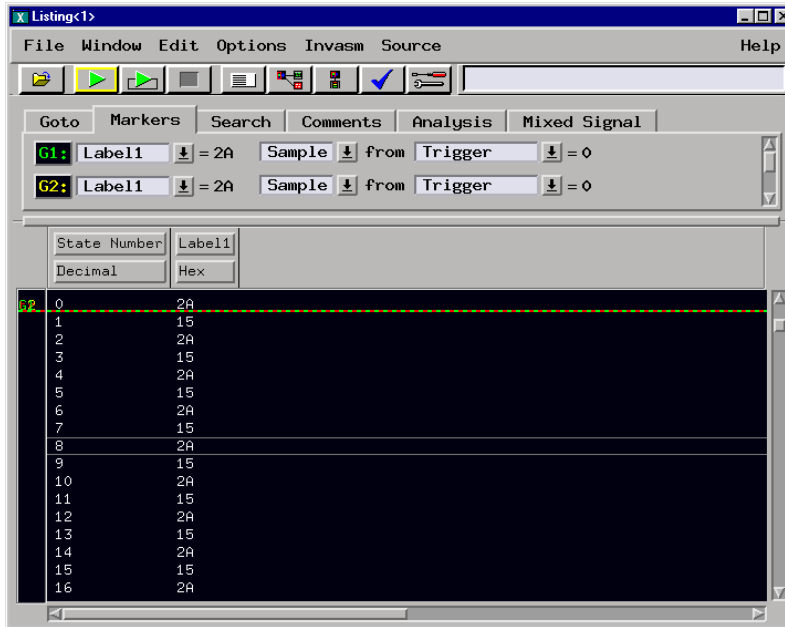 Listing<1>
File Window Edit Options Invasm Source Help
Goto Markers Search Comments Analysis Mixed Signal
G1: Label1 = 2A Sample from Trigger = 0
G2: Label1 = 2A Sample from Trigger = 0
State Number Label1
Decimal Hex
G2 0 2A
1 15
2 2A
3 15
4 2A
5 15
6 2A
7 15
8 2A
9 15
10 2A
11 15
12 2A
13 15
14 2A
15 15
16 2A